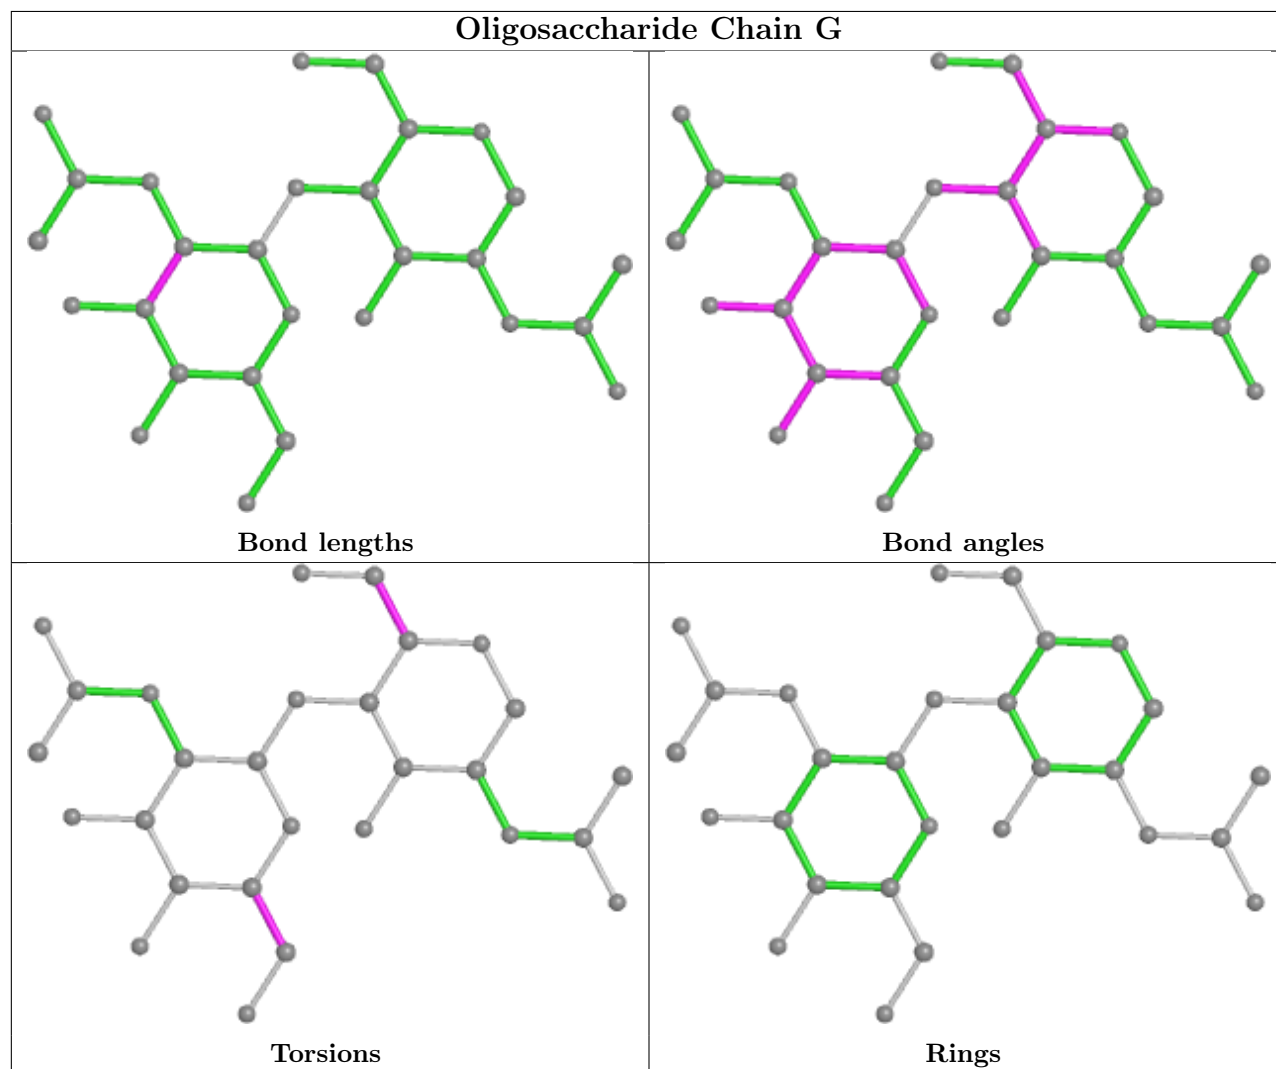 Oligosaccharide Chain G
Bond lengths
Bond angles
Torsions
Rings